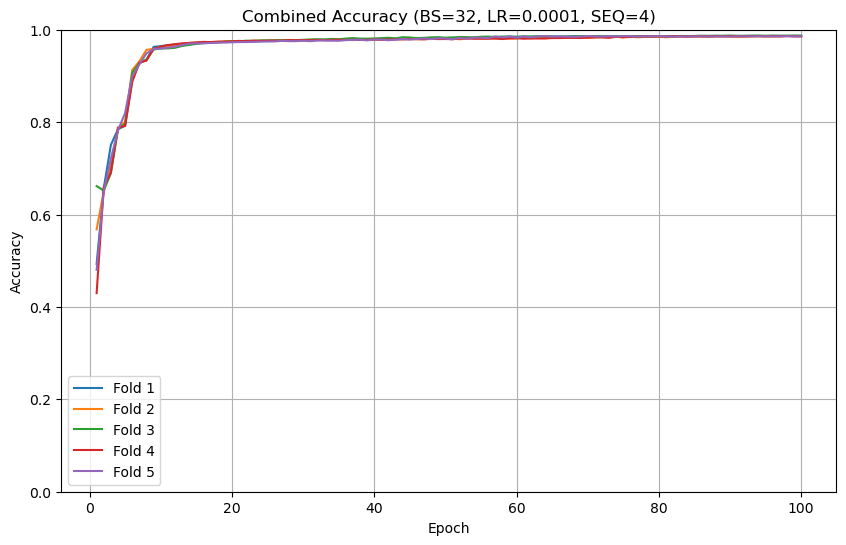 Combined Accuracy (BS=32, LR=0.0001, SEQ=4)
1.0
0.8
0.6
0.4
0.2
0.0
Accuracy
Fold 1
Fold 2
Fold 3
Fold 4
Fold 5
0 20 40 60 80 100
Epoch